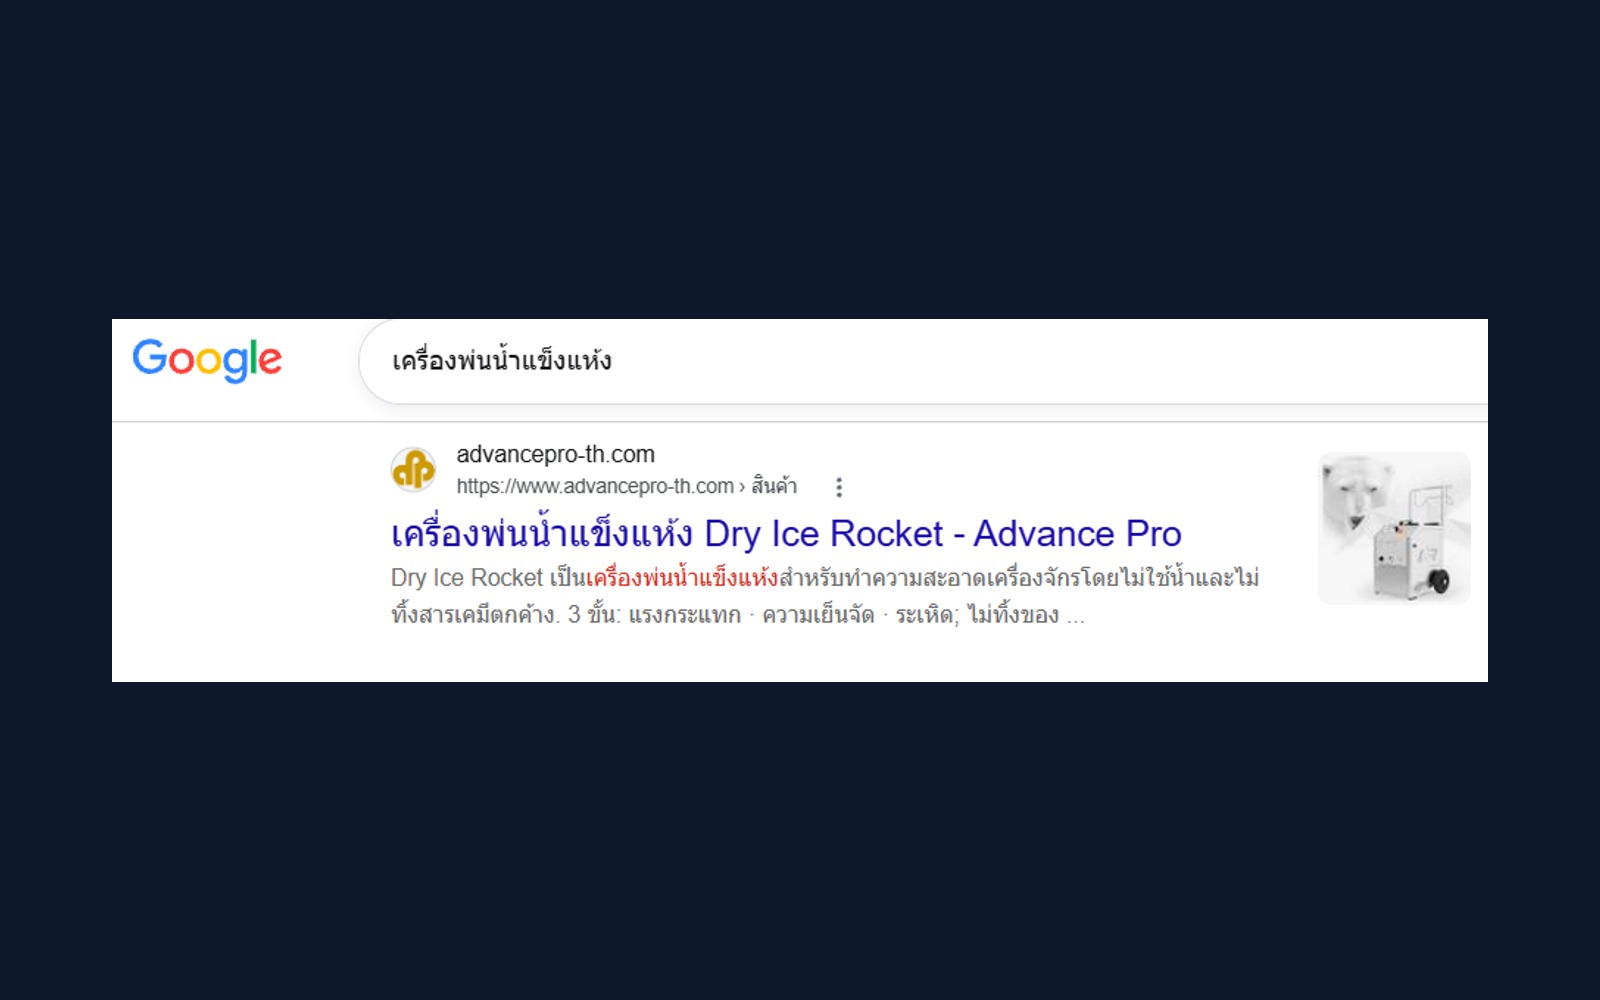 Google
เครื่องพ่นน้ำแข็งแห้ง
advancepro-th.com
https://www.advancepro-th.com › สินค้า
เครื่องพ่นน้ำแข็งแห้ง Dry Ice Rocket - Advance Pro
Dry Ice Rocket เป็นเครื่องพ่นน้ำแข็งแห้งสำหรับทำความสะอาดเครื่องจักรโดยไม่ใช้น้ำและไม่
ทิ้งสารเคมีตกค้าง. 3 ขั้น: แรงกระแทก · ความเย็นจัด · ระเหิด; ไม่ทิ้งของ ...